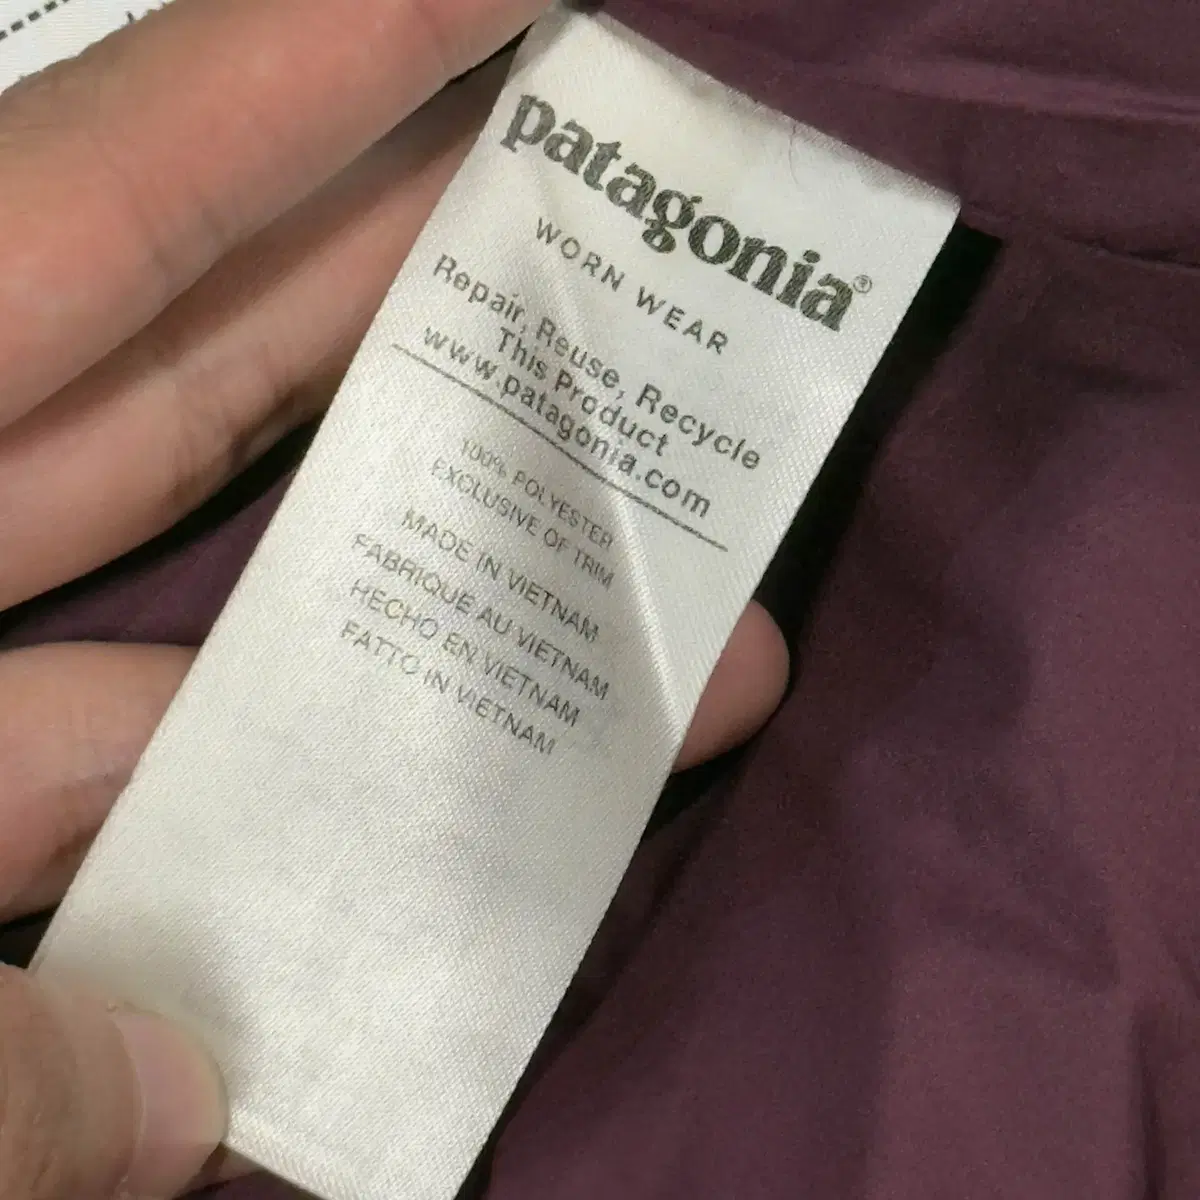 patagonia®
WORN WEAR
Repair, Reuse, Recycle
This Product
www.patagonia.com
100% POLYESTER
EXCLUSIVE OF TRIM
MADE IN VIETNAM
FABRIQUE AU VIETNAM
HECHO EN VIETNAM
FATTO IN VIETNAM